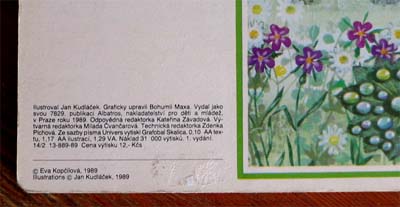 Ilustroval Jan Kudláček. Graficky upravil Bohumil Maxa. Vydal jako
svou 7829. publikaci Albatros, nakladatelství pro děti a mládež,
v Praze roku 1989. Odpovědná redaktorka Kateřina Závadová. Vý-
tvarná redaktorka Milada Čvančarová. Technická redaktorka Zdenka
Plchová. Ze sazby písma Univers vytiskl Grafobal Skalica. 0,10 AA tex-
tu, 1,17 AA ilustrací, 1,29 VA. Náklad 31 000 výtisků. 1. vydání.
14/2 13-889-89 Cena výtisku 12,- Kčs
© Eva Kopčilová, 1989
Illustrations © Jan Kudláček, 1989